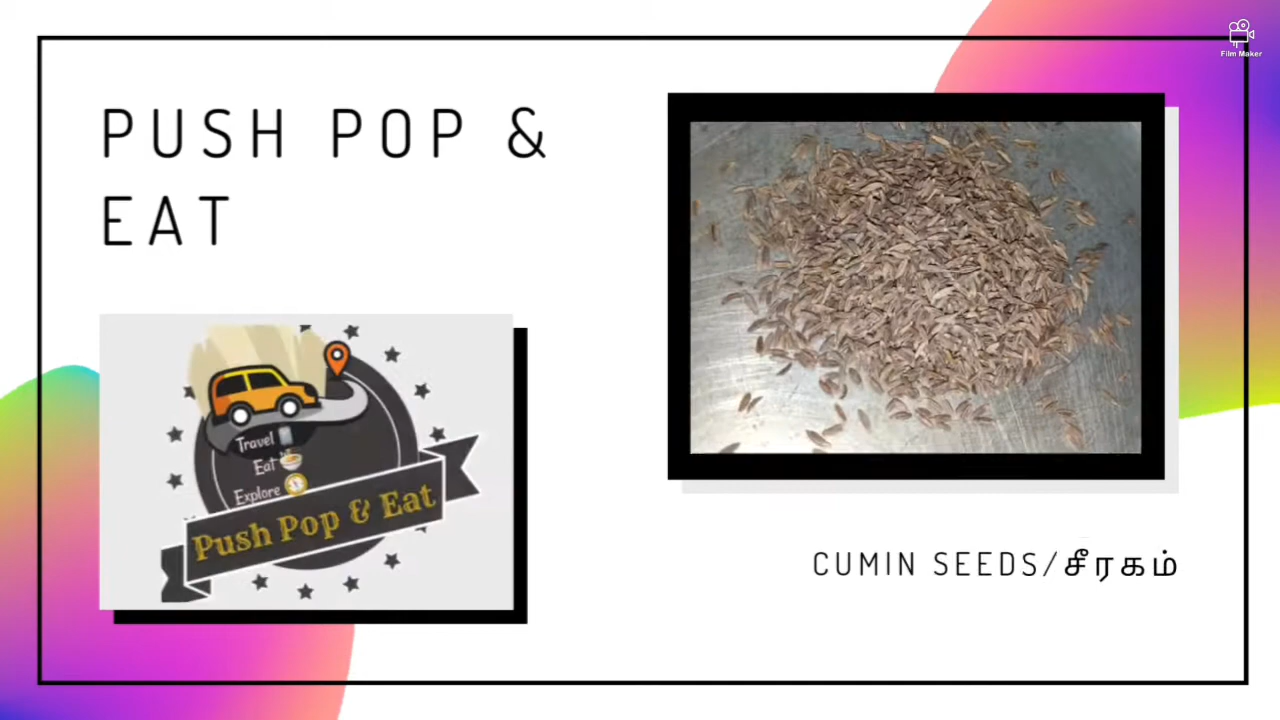 Film Maker
PUSH POP &
EAT
Travel
Eat
Explore
Push Pop & Eat
CUMIN SEEDS/சீரகம்